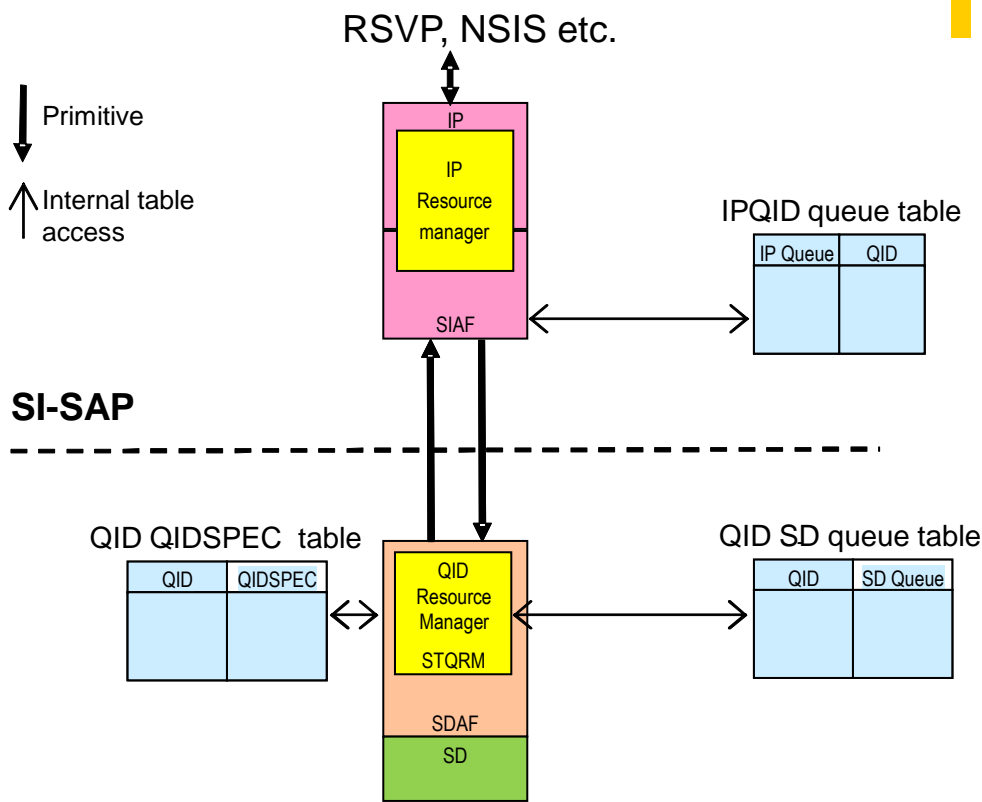 RSVP, NSIS etc.
Primitive
Internal table
access
IP
IP
Resource
manager
SIAF
IPQID queue table
IP Queue QID
SI-SAP
QID QIDSPEC table
QID QIDSPEC
QID
Resource
Manager
STQRM
SDAF
SD
QID SD queue table
QID SD Queue